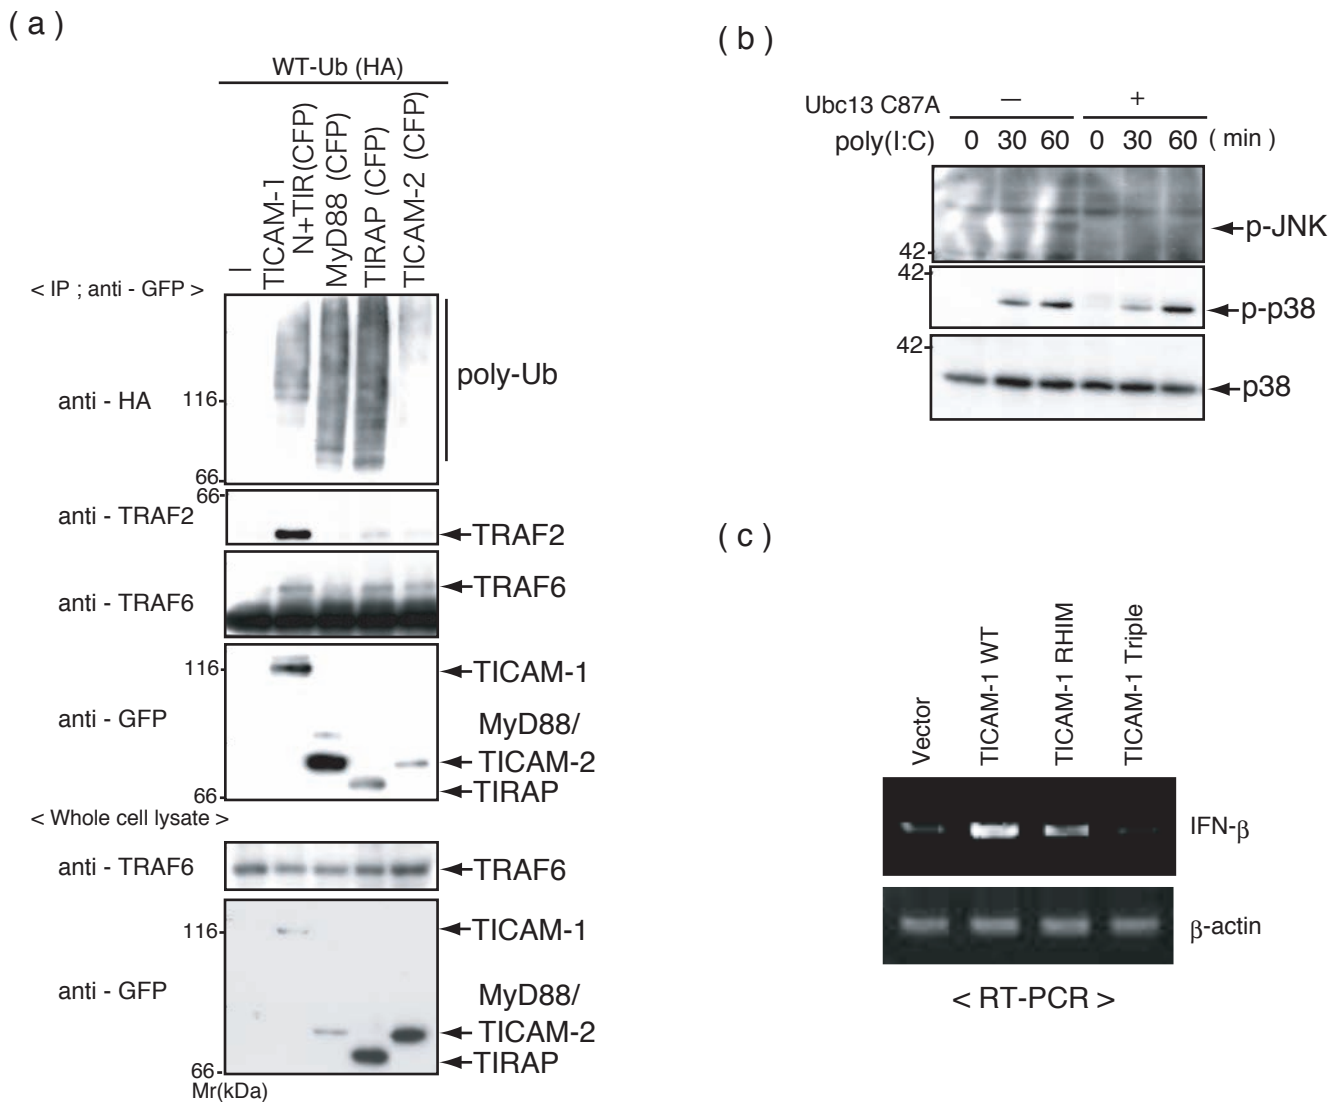 ( a )
WT-Ub (HA)
–
TICAM-1
N+TIR(CFP)
MyD88 (CFP)
TIRAP (CFP)
TICAM-2 (CFP)
< IP ; anti - GFP >
anti - HA
116
66
poly-Ub
66
anti - TRAF2
TRAF2
anti - TRAF6
TRAF6
116
TICAM-1
anti - GFP
MyD88/
TICAM-2
66
TIRAP
< Whole cell lysate >
anti - TRAF6
TRAF6
116
TICAM-1
anti - GFP
MyD88/
TICAM-2
TIRAP
66
Mr(kDa)
( b )
Ubc13 C87A – +
poly(I:C) 0 30 60 0 30 60 ( min )
p-JNK
42
42
p-p38
42
p38
( c )
Vector
TICAM-1 WT
TICAM-1 RHIM
TICAM-1 Triple
IFN-β
β-actin
< RT-PCR >